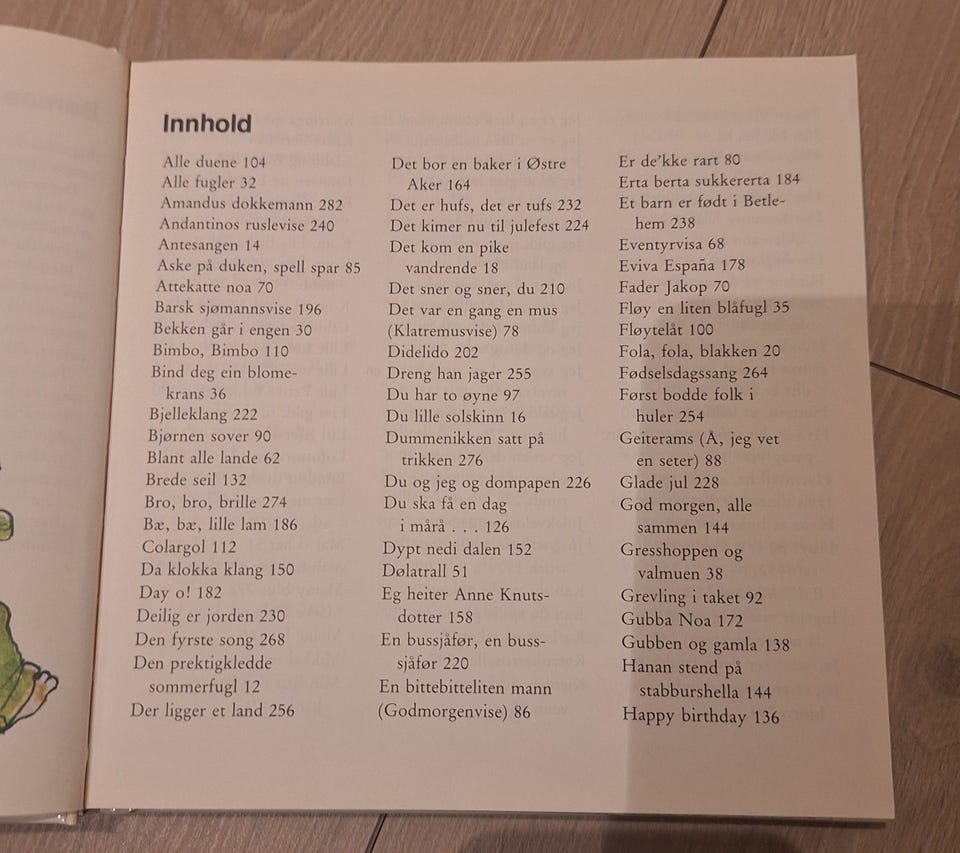 Innhold
Alle duene 104
Alle fugler 32
Amandus dokkemann 282
Andantinos ruslevise 240
Antesangen 14
Aske på duken, spell spar 85
Attekatte noa 70
Barsk sjømannsvise 196
Bekken går i engen 30
Bimbo, Bimbo 110
Bind deg ein blome-
krans 36
Bjelleklang 222
Bjørnen sover 90
Blant alle lande 62
Brede seil 132
Bro, bro, brille 274
Bæ, bæ, lille lam 186
Colargol 112
Da klokka klang 150
Day o! 182
Deilig er jorden 230
Den fyrste song 268
Den prektigkledde
sommerfugl 12
Der ligger et land 256
Det bor en baker i Østre
Aker 164
Det er hufs, det er tufs 232
Det kimer nu til julefest 224
Det kom en pike
vandrende 18
Det sner og sner, du 210
Det var en gang en mus
(Klatremusvise) 78
Didelido 202
Dreng han jager 255
Du har to øyne 97
Du lille solskinn 16
Dummenikken satt på
trikken 276
Du og jeg og dompapen 226
Du ska få en dag
i mårå . . . 126
Dypt nedi dalen 152
Dølatrall 51
Eg heiter Anne Knuts-
dotter 158
En bussjåfør, en buss-
sjåfør 220
En bittebitteliten mann
(Godmorgenvise) 86
Er de'kke rart 80
Erta berta sukkererta 184
Et barn er født i Betle-
hem 238
Eventyrvisa 68
Eviva España 178
Fader Jakop 70
Fløy en liten blåfugl 35
Fløytelåt 100
Fola, fola, blakken 20
Fødselsdagssang 264
Først bodde folk i
huler 254
Geiterams (Å, jeg vet
en seter) 88
Glade jul 228
God morgen, alle
sammen 144
Gresshoppen og
valmuen 38
Grevling i taket 92
Gubba Noa 172
Gubben og gamla 138
Hanan stend på
stabburshella 144
Happy birthday 136